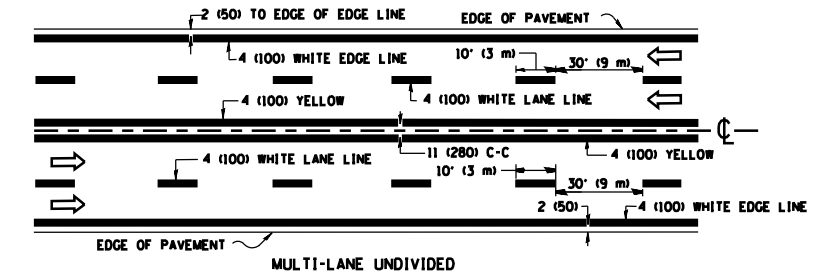 2 (50) TO EDGE OF EDGE LINE
EDGE OF PAVEMENT
4 (100) WHITE EDGE LINE
10' (3 m)
30' (9 m)
4 (100) YELLOW
4 (100) WHITE LANE LINE
℄
11 (280) C-C
4 (100) YELLOW
4 (100) WHITE LANE LINE
10' (3 m)
30' (9 m)
2 (50)
4 (100) WHITE EDGE LINE
EDGE OF PAVEMENT
MULTI-LANE UNDIVIDED